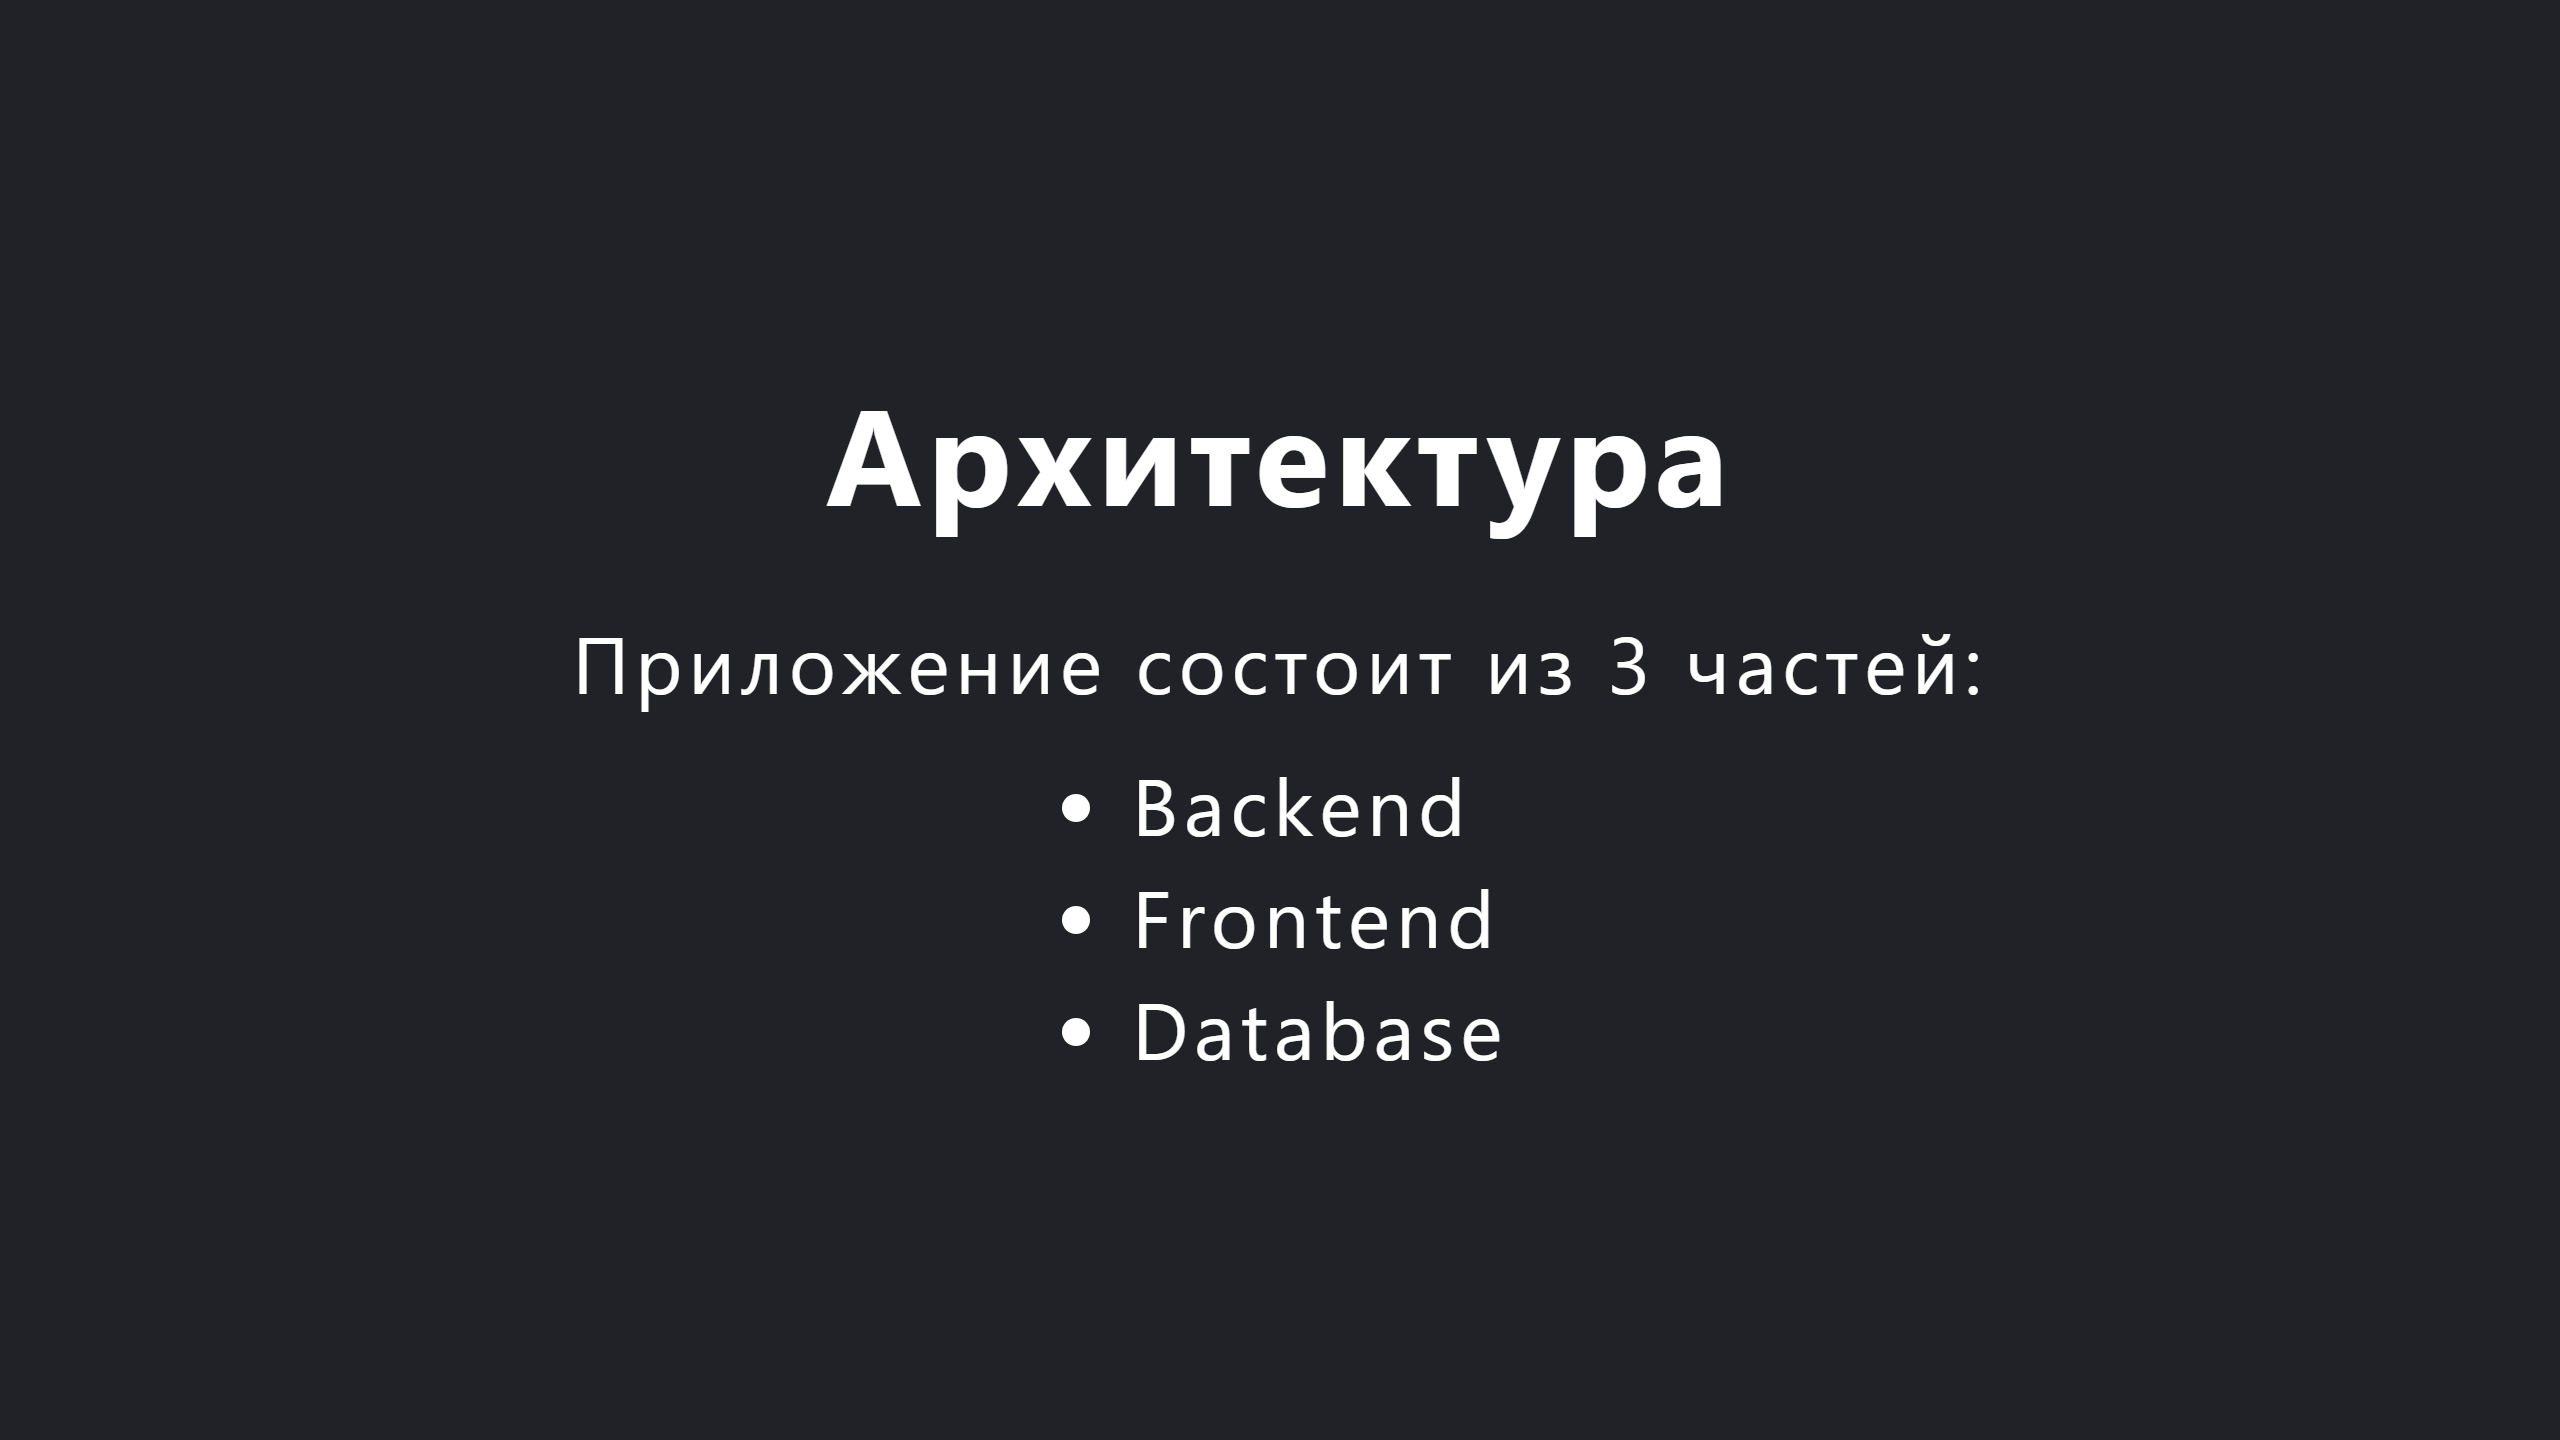 Архитектура
Приложение состоит из 3 частей:
• Backend
• Frontend
• Database